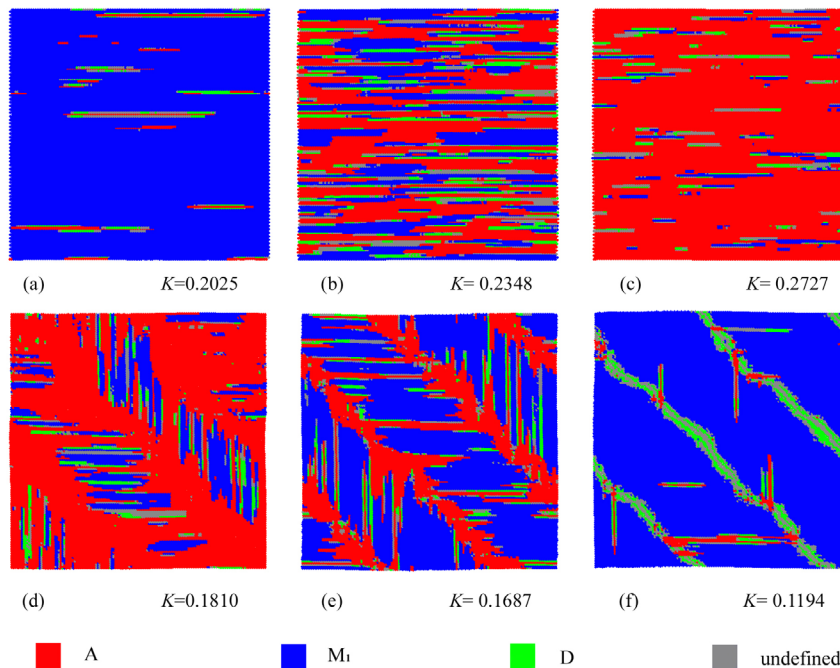 (a) K=0.2025 (b) K= 0.2348 (c) K= 0.2727
(d) K=0.1810 (e) K= 0.1687 (f) K= 0.1194
A M₁ D undefined